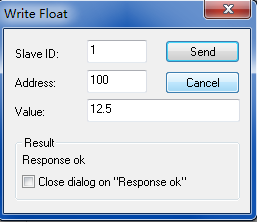 Write Float
Slave ID: 1 Send
Address: 100 Cancel
Value: 12.5
Result
Response ok
Close dialog on "Response ok"